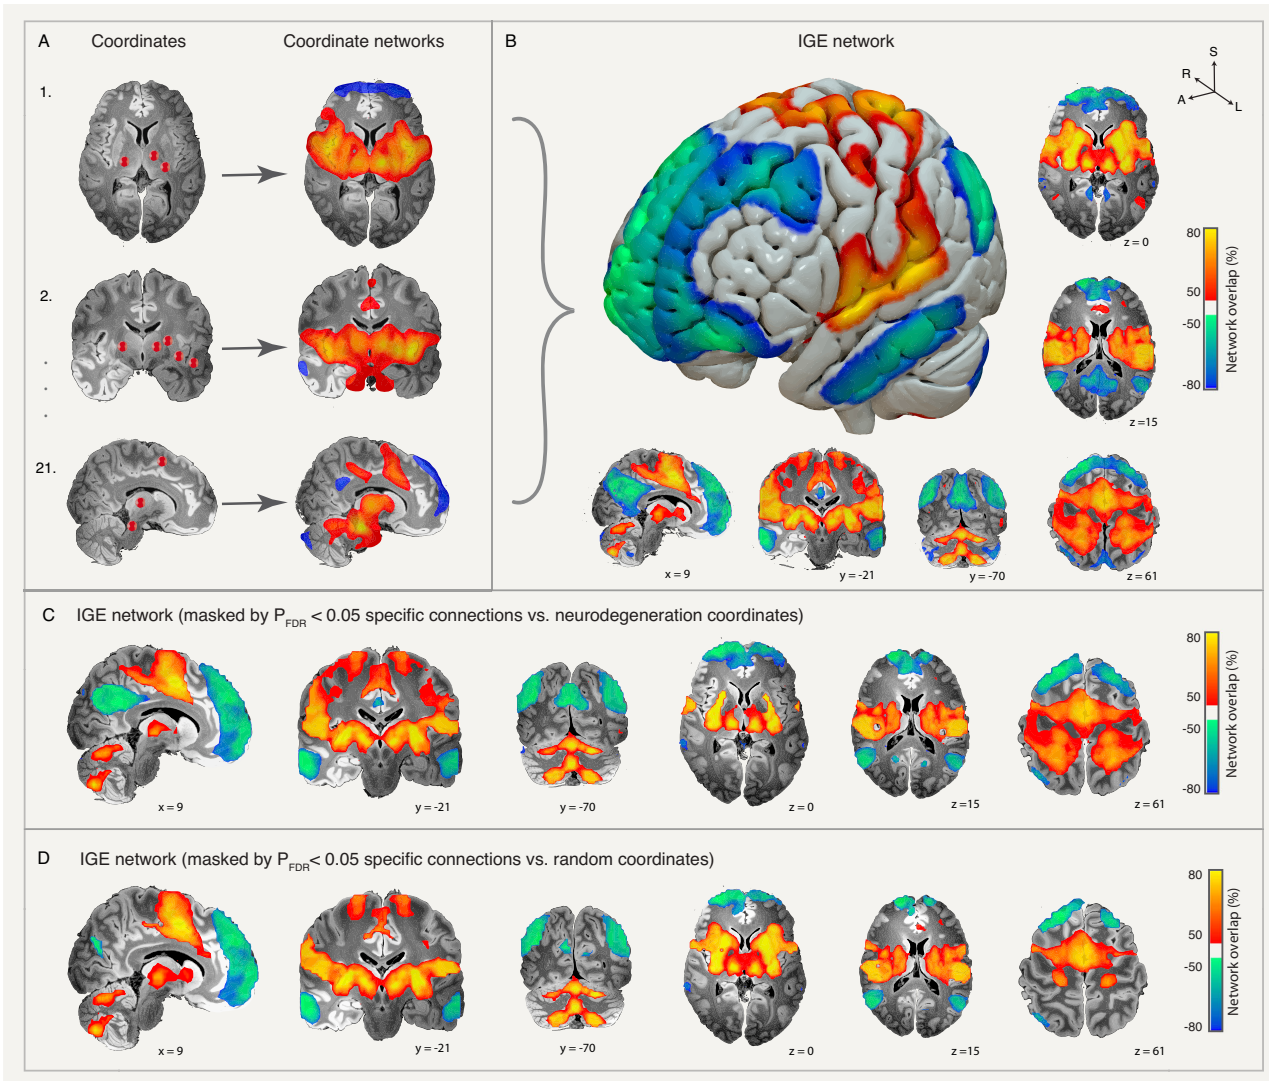 A
Coordinates
Coordinate networks
1.
2.
.
.
.
21.
B
IGE network
S
R
A
L
z = 0
80
50
-50
-80
Network overlap (%)
z =15
x = 9
y = -21
y = -70
z = 61
C IGE network (masked by PFDR < 0.05 specific connections vs. neurodegeneration coordinates)
x = 9
y = -21
y = -70
z = 0
z =15
z = 61
80
50
-50
-80
Network overlap (%)
D IGE network (masked by PFDR< 0.05 specific connections vs. random coordinates)
x = 9
y = -21
y = -70
z = 0
z =15
z = 61
80
50
-50
-80
Network overlap (%)